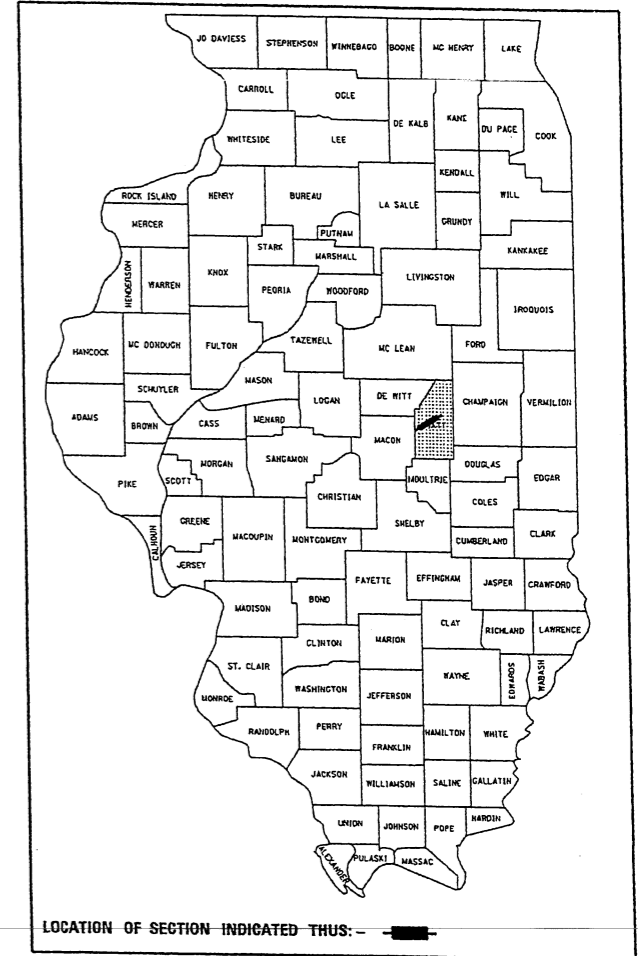 JO DAVIESS STEPHENSON WINNEBAGO BOONE MC HENRY LAKE
CARROLL OGLE DE KALB KANE DU PAGE COOK
WHITESIDE LEE
KENDALL WILL
ROCK ISLAND HENRY BUREAU LA SALLE GRUNDY
MERCER PUTNAM
STARK MARSHALL KANKAKEE
HENDERSON WARREN KNOX PEORIA WOODFORD LIVINGSTON IROQUOIS
HANCOCK MC DONOUGH FULTON TAZEWELL MC LEAN FORD
MASON
SCHUYLER LOGAN DE WITT CHAMPAIGN VERMILION
ADAMS BROWN CASS MENARD MACON
MORGAN SANGAMON DOUGLAS
PIKE SCOTT CHRISTIAN MOULTRIE COLES EDGAR
CALHOUN GREENE MACOUPIN MONTGOMERY SHELBY CUMBERLAND CLARK
JERSEY FAYETTE EFFINGHAM JASPER CRAWFORD
MADISON BOND
CLINTON MARION CLAY RICHLAND LAWRENCE
ST. CLAIR WASHINGTON JEFFERSON WAYNE EDWARDS WABASH
MONROE
RANDOLPH PERRY FRANKLIN HAMILTON WHITE
JACKSON WILLIAMSON SALINE GALLATIN
UNION JOHNSON POPE HARDIN
ALEXANDER PULASKI MASSAC
LOCATION OF SECTION INDICATED THUS: -